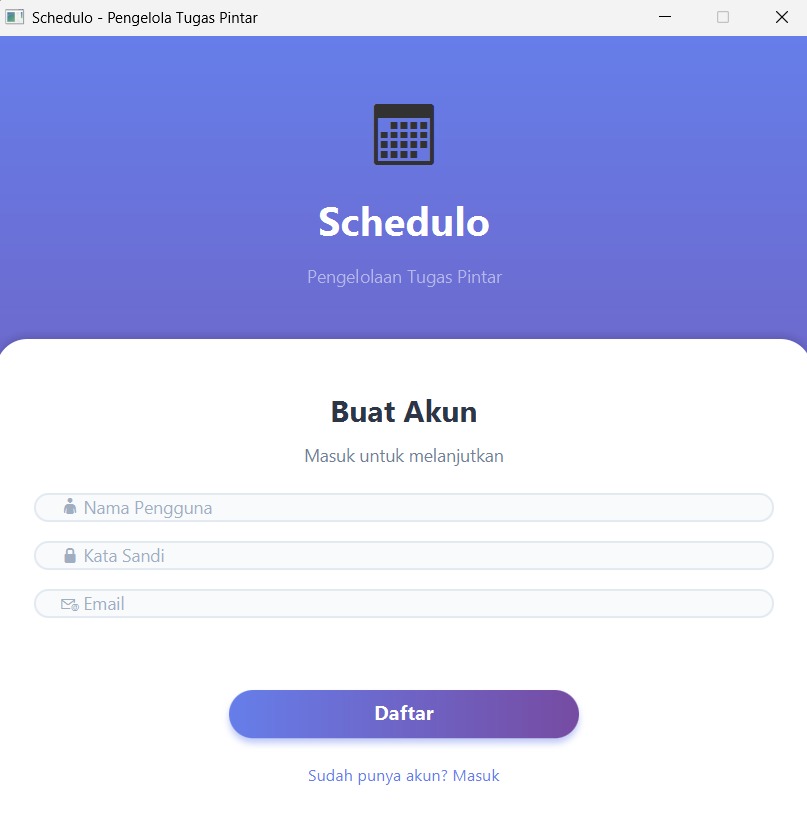 Schedulo - Pengelola Tugas Pintar
Schedulo
Pengelolaan Tugas Pintar
Buat Akun
Masuk untuk melanjutkan
Nama Pengguna
Kata Sandi
Email
Daftar
Sudah punya akun? Masuk